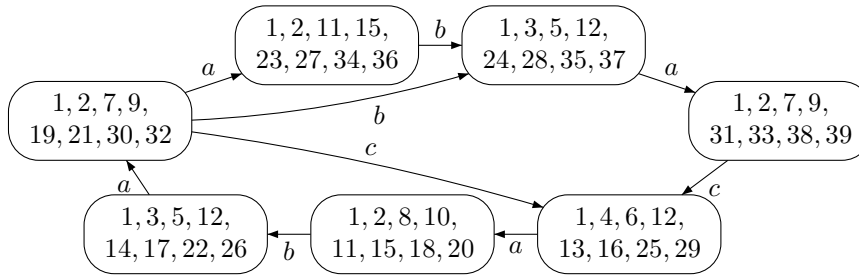 1, 2, 11, 15,
23, 27, 34, 36
b
1, 3, 5, 12,
24, 28, 35, 37
a
a
1, 2, 7, 9,
19, 21, 30, 32
b
c
1, 2, 7, 9,
31, 33, 38, 39
c
a
1, 3, 5, 12,
14, 17, 22, 26
b
1, 2, 8, 10,
11, 15, 18, 20
a
1, 4, 6, 12,
13, 16, 25, 29